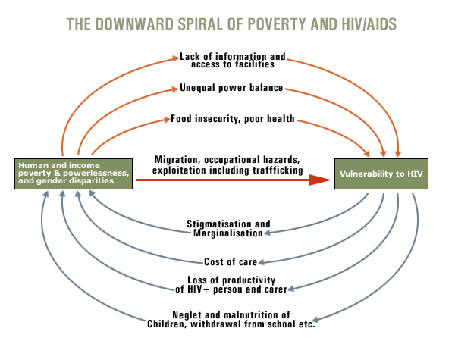 THE DOWNWARD SPIRAL OF POVERTY AND HIV/AIDS
Lack of information and
access to facilities
Unequal power balance
Food insecurity, poor health
Migration, occupational hazards,
exploitation including traffficking
Human and income
poverty & powerlessness,
and gender disparities
Vulnerability to HIV
Stigmatisation and
Marginalisation
Cost of care
Loss of productivity
of HIV+ person and carer
Neglet and malnutrition of
Children, withdrawal from school etc.